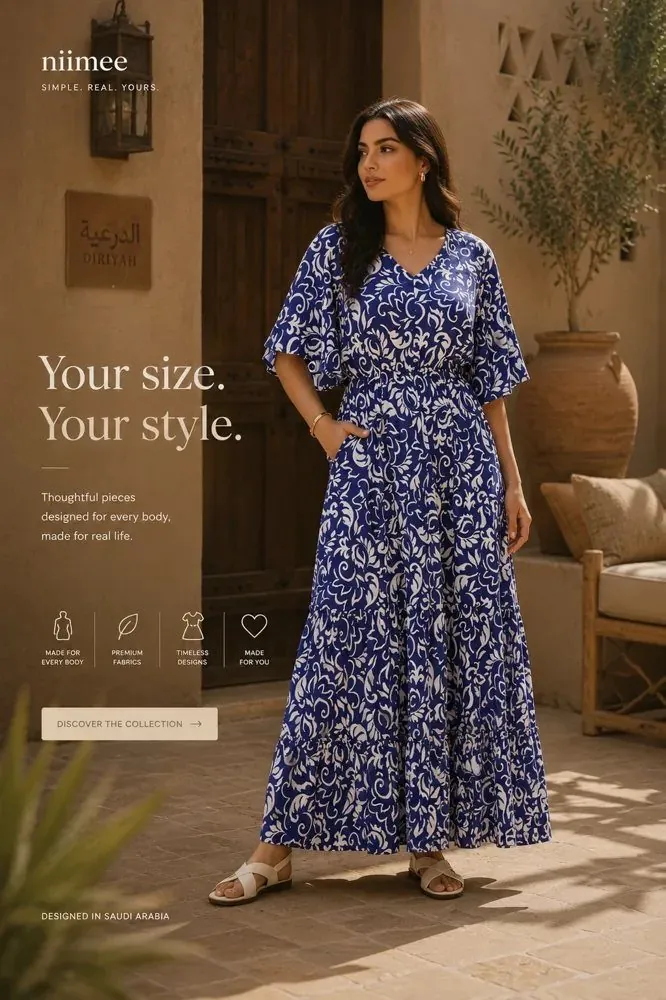 niimee
SIMPLE. REAL. YOURS.
الدرعية
DIRIYAH
Your size.
Your style.
Thoughtful pieces
designed for every body,
made for real life.
MADE FOR
EVERY BODY
PREMIUM
FABRICS
TIMELESS
DESIGNS
MADE
FOR YOU
DISCOVER THE COLLECTION →
DESIGNED IN SAUDI ARABIA